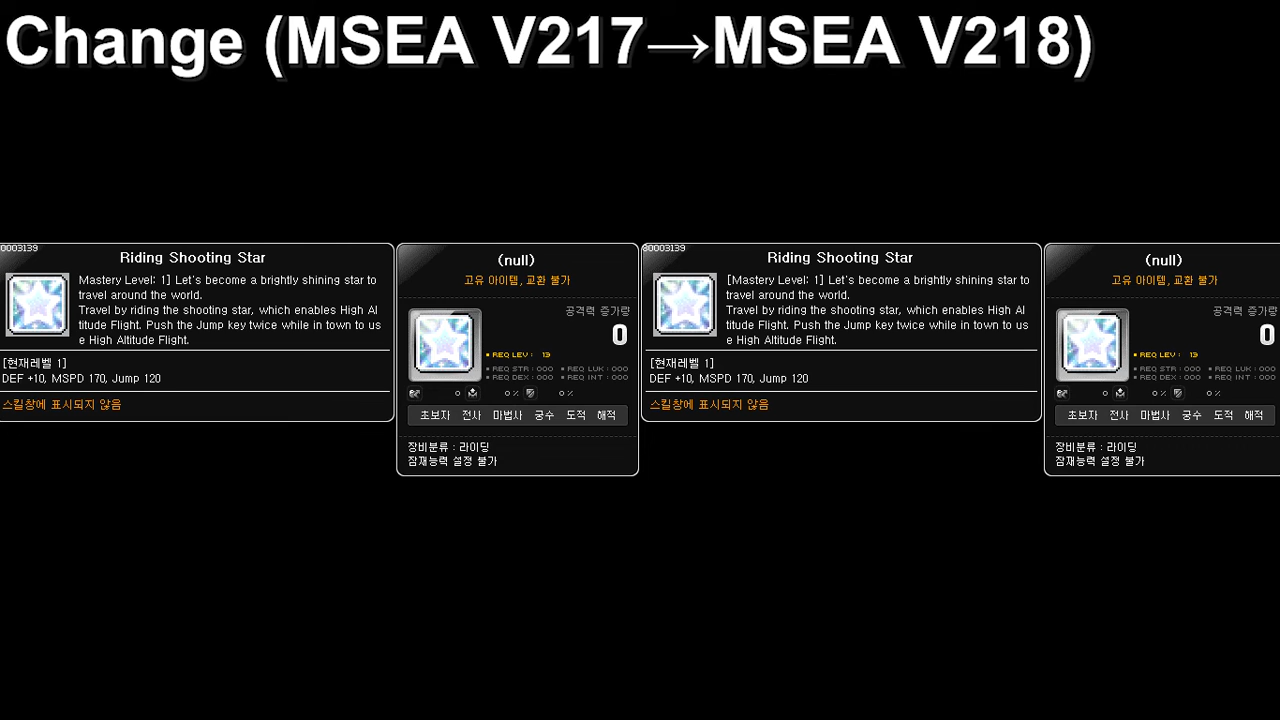 Change (MSEA V217→MSEA V218)
0003139
Riding Shooting Star
Mastery Level: 1] Let's become a brightly shining star to
travel around the world.
Travel by riding the shooting star, which enables High Al
titude Flight. Push the Jump key twice while in town to us
e High Altitude Flight.
[현재레벨 1]
DEF +10, MSPD 170, Jump 120
스킬창에 표시되지 않음
(null)
고유 아이템, 교환 불가
공격력 증가량
0
REQ LEV : 13
REQ STR : 000
REQ LUK : 000
REQ DEX : 000
REQ INT : 000
0
0 %
0 %
초보자 전사 마법사 궁수 도적 해적
장비분류 : 라이딩
잠재능력 설정 불가
80003139
Riding Shooting Star
[Mastery Level: 1] Let's become a brightly shining star to
travel around the world.
Travel by riding the shooting star, which enables High Al
titude Flight. Push the Jump key twice while in town to us
e High Altitude Flight.
[현재레벨 1]
DEF +10, MSPD 170, Jump 120
스킬창에 표시되지 않음
(null)
고유 아이템, 교환 불가
공격력 증가량
0
REQ LEV : 13
REQ STR : 000
REQ LUK : 000
REQ DEX : 000
REQ INT : 000
0
0 %
0 %
초보자 전사 마법사 궁수 도적 해적
장비분류 : 라이딩
잠재능력 설정 불가